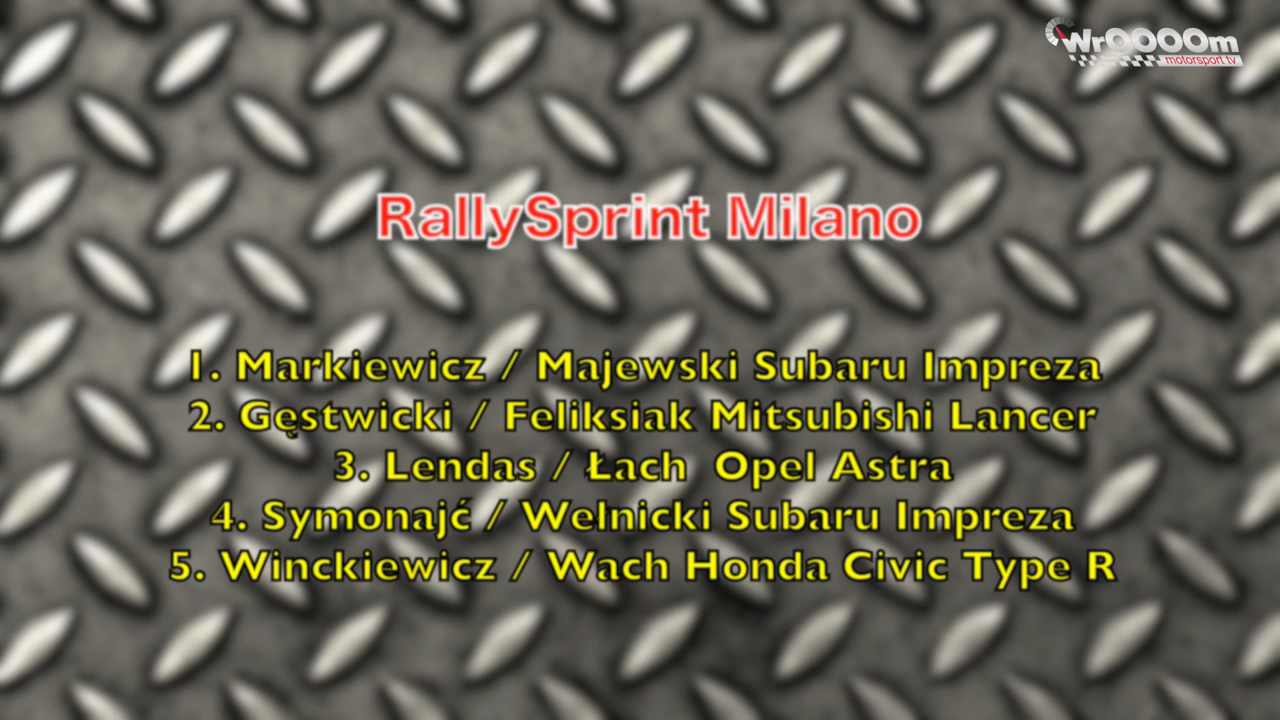 WrOOOOm
motorsport.tv
RallySprint Milano
1. Markiewicz / Majewski Subaru Impreza
2. Gęstwicki / Feliksiak Mitsubishi Lancer
3. Lendas / Łach  Opel Astra
4. Symonajć / Wełnicki Subaru Impreza
5. Winckiewicz / Wach Honda Civic Type R